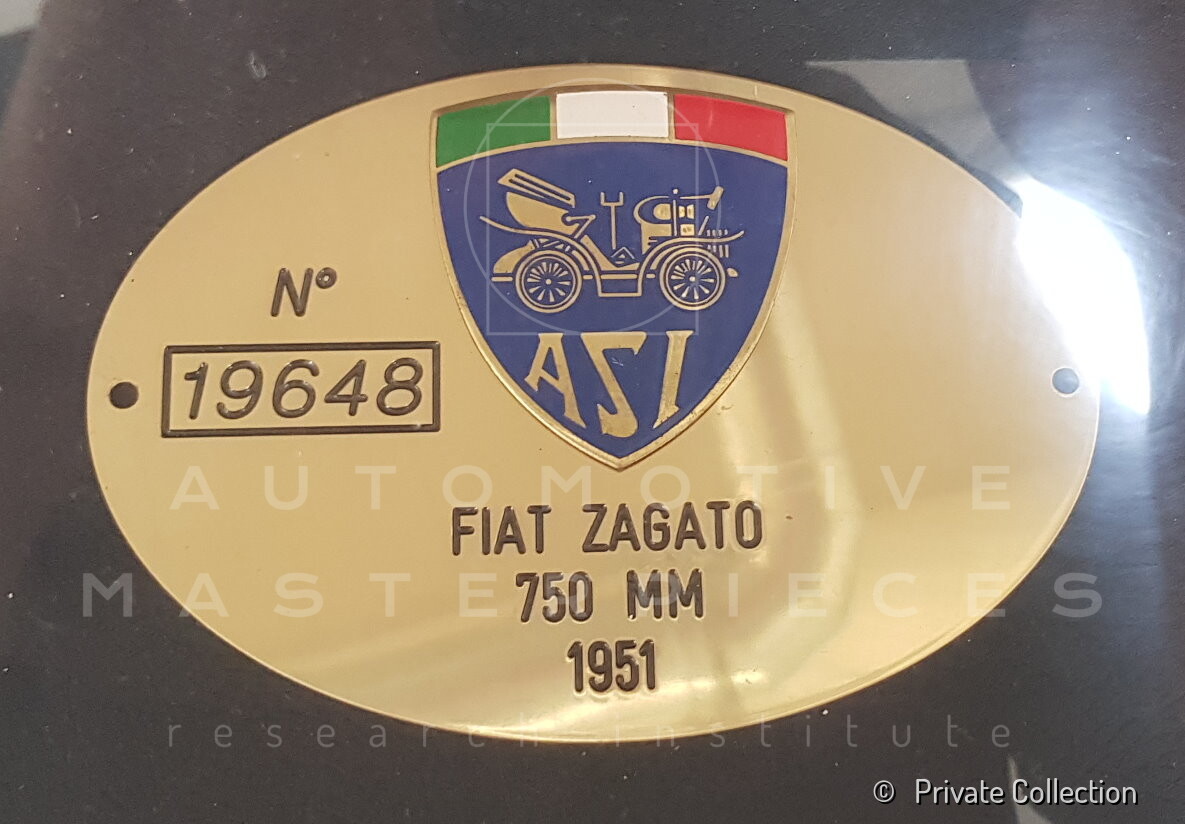 ASI
N°
19648
FIAT ZAGATO
750 MM
1951
AUTOMOTIVE
MASTERPIECES
research institute
© Private Collection